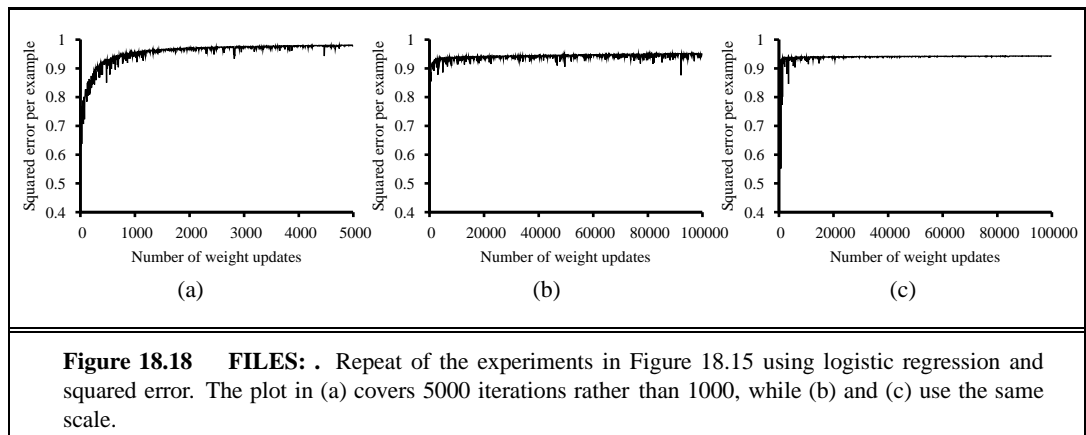 Squared error per example
1
0.9
0.8
0.7
0.6
0.5
0.4
0 1000 2000 3000 4000 5000
Number of weight updates
(a)
Squared error per example
1
0.9
0.8
0.7
0.6
0.5
0.4
0 20000 40000 60000 80000 100000
Number of weight updates
(b)
Squared error per example
1
0.9
0.8
0.7
0.6
0.5
0.4
0 20000 40000 60000 80000 100000
Number of weight updates
(c)
Figure 18.18 FILES: . Repeat of the experiments in Figure 18.15 using logistic regression and
squared error. The plot in (a) covers 5000 iterations rather than 1000, while (b) and (c) use the same
scale.